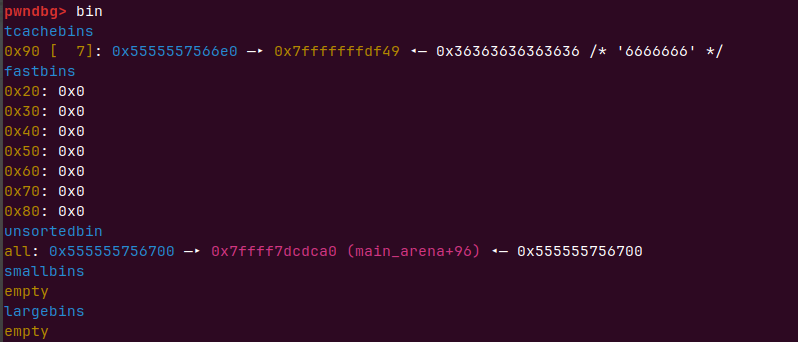 pwndbg> bin
tcachebins
0x90 [  7]: 0x5555557566e0 —▸ 0x7fffffffdf49 ◂— 0x36363636363636 /* '6666666' */
fastbins
0x20: 0x0
0x30: 0x0
0x40: 0x0
0x50: 0x0
0x60: 0x0
0x70: 0x0
0x80: 0x0
unsortedbin
all: 0x555555756700 —▸ 0x7ffff7dcdca0 (main_arena+96) ◂— 0x555555756700
smallbins
empty
largebins
empty